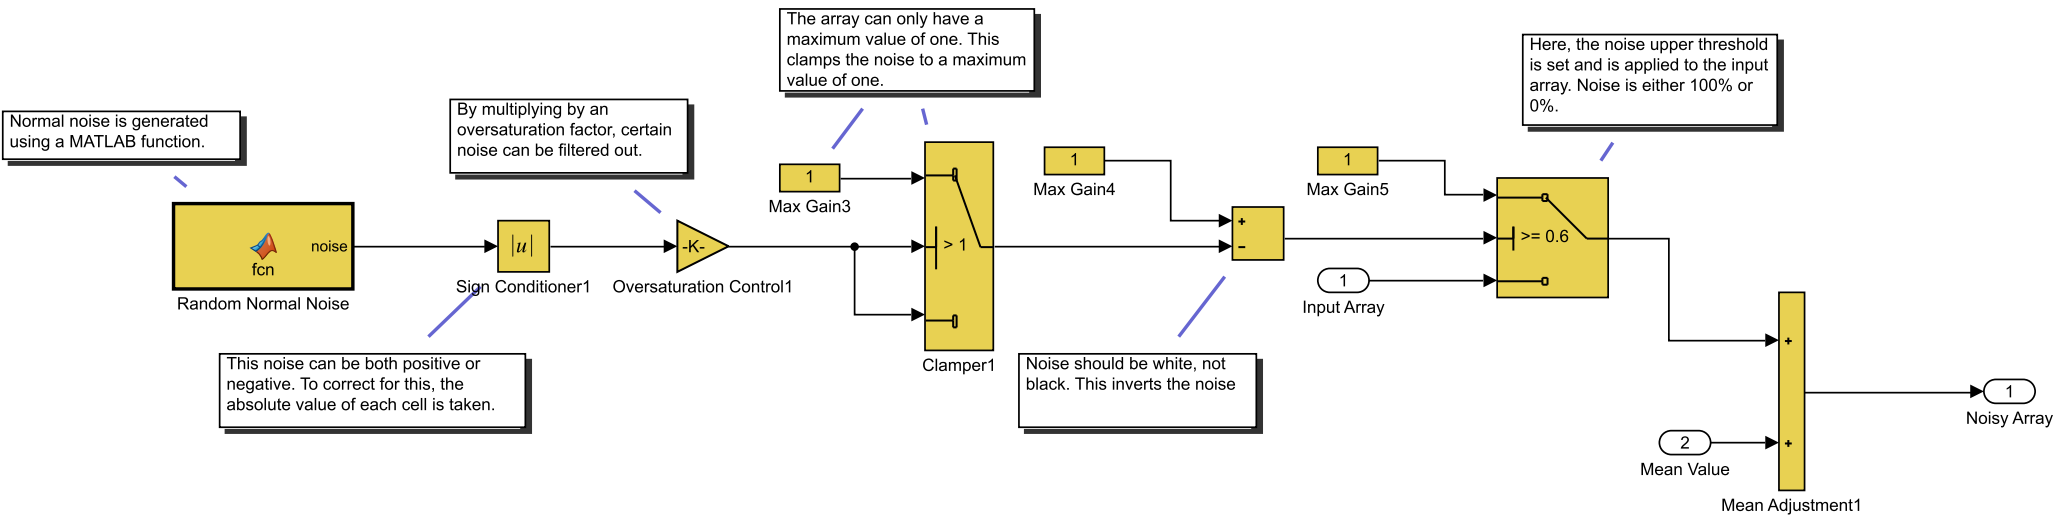 The array can only have a
maximum value of one. This
clamps the noise to a maximum
value of one.
Here, the noise upper threshold
is set and is applied to the input
array. Noise is either 100% or
0%.
By multiplying by an
oversaturation factor, certain
noise can be filtered out.
Normal noise is generated
using a MATLAB function.
1
Max Gain3
1
Max Gain4
1
Max Gain5
noise
fcn
Random Normal Noise
|u|
Sign Conditioner1
-K-
Oversaturation Control1
> 1
Clamper1
+
−
>= 0.6
1
Input Array
This noise can be both positive or
negative. To correct for this, the
absolute value of each cell is taken.
Noise should be white, not
black. This inverts the noise
+
+
Mean Adjustment1
2
Mean Value
1
Noisy Array